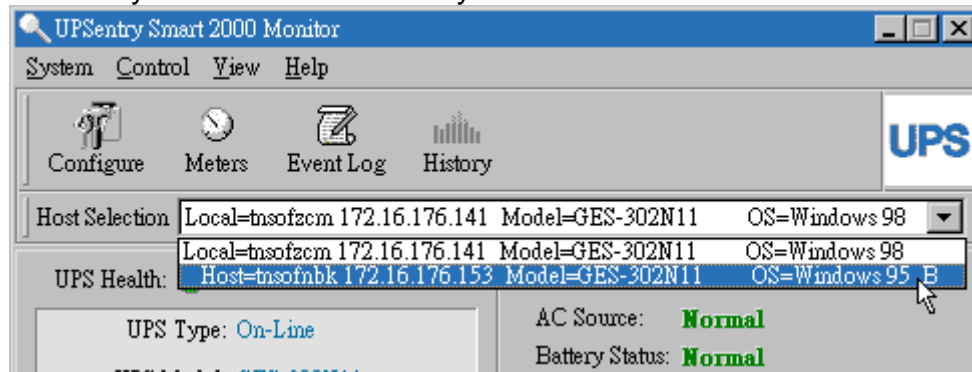 UPSentry Smart 2000 Monitor
System Control View Help
Configure Meters Event Log History
UPS
Host Selection Local=tnsofzcm 172.16.176.141 Model=GES-302N11 OS=Windows 98
Local=tnsofzcm 172.16.176.141 Model=GES-302N11 OS=Windows 98
Host=tnsofnbk 172.16.176.153 Model=GES-302N11 OS=Windows 95 B
UPS Health:
UPS Type: On-Line
AC Source: Normal
Battery Status: Normal